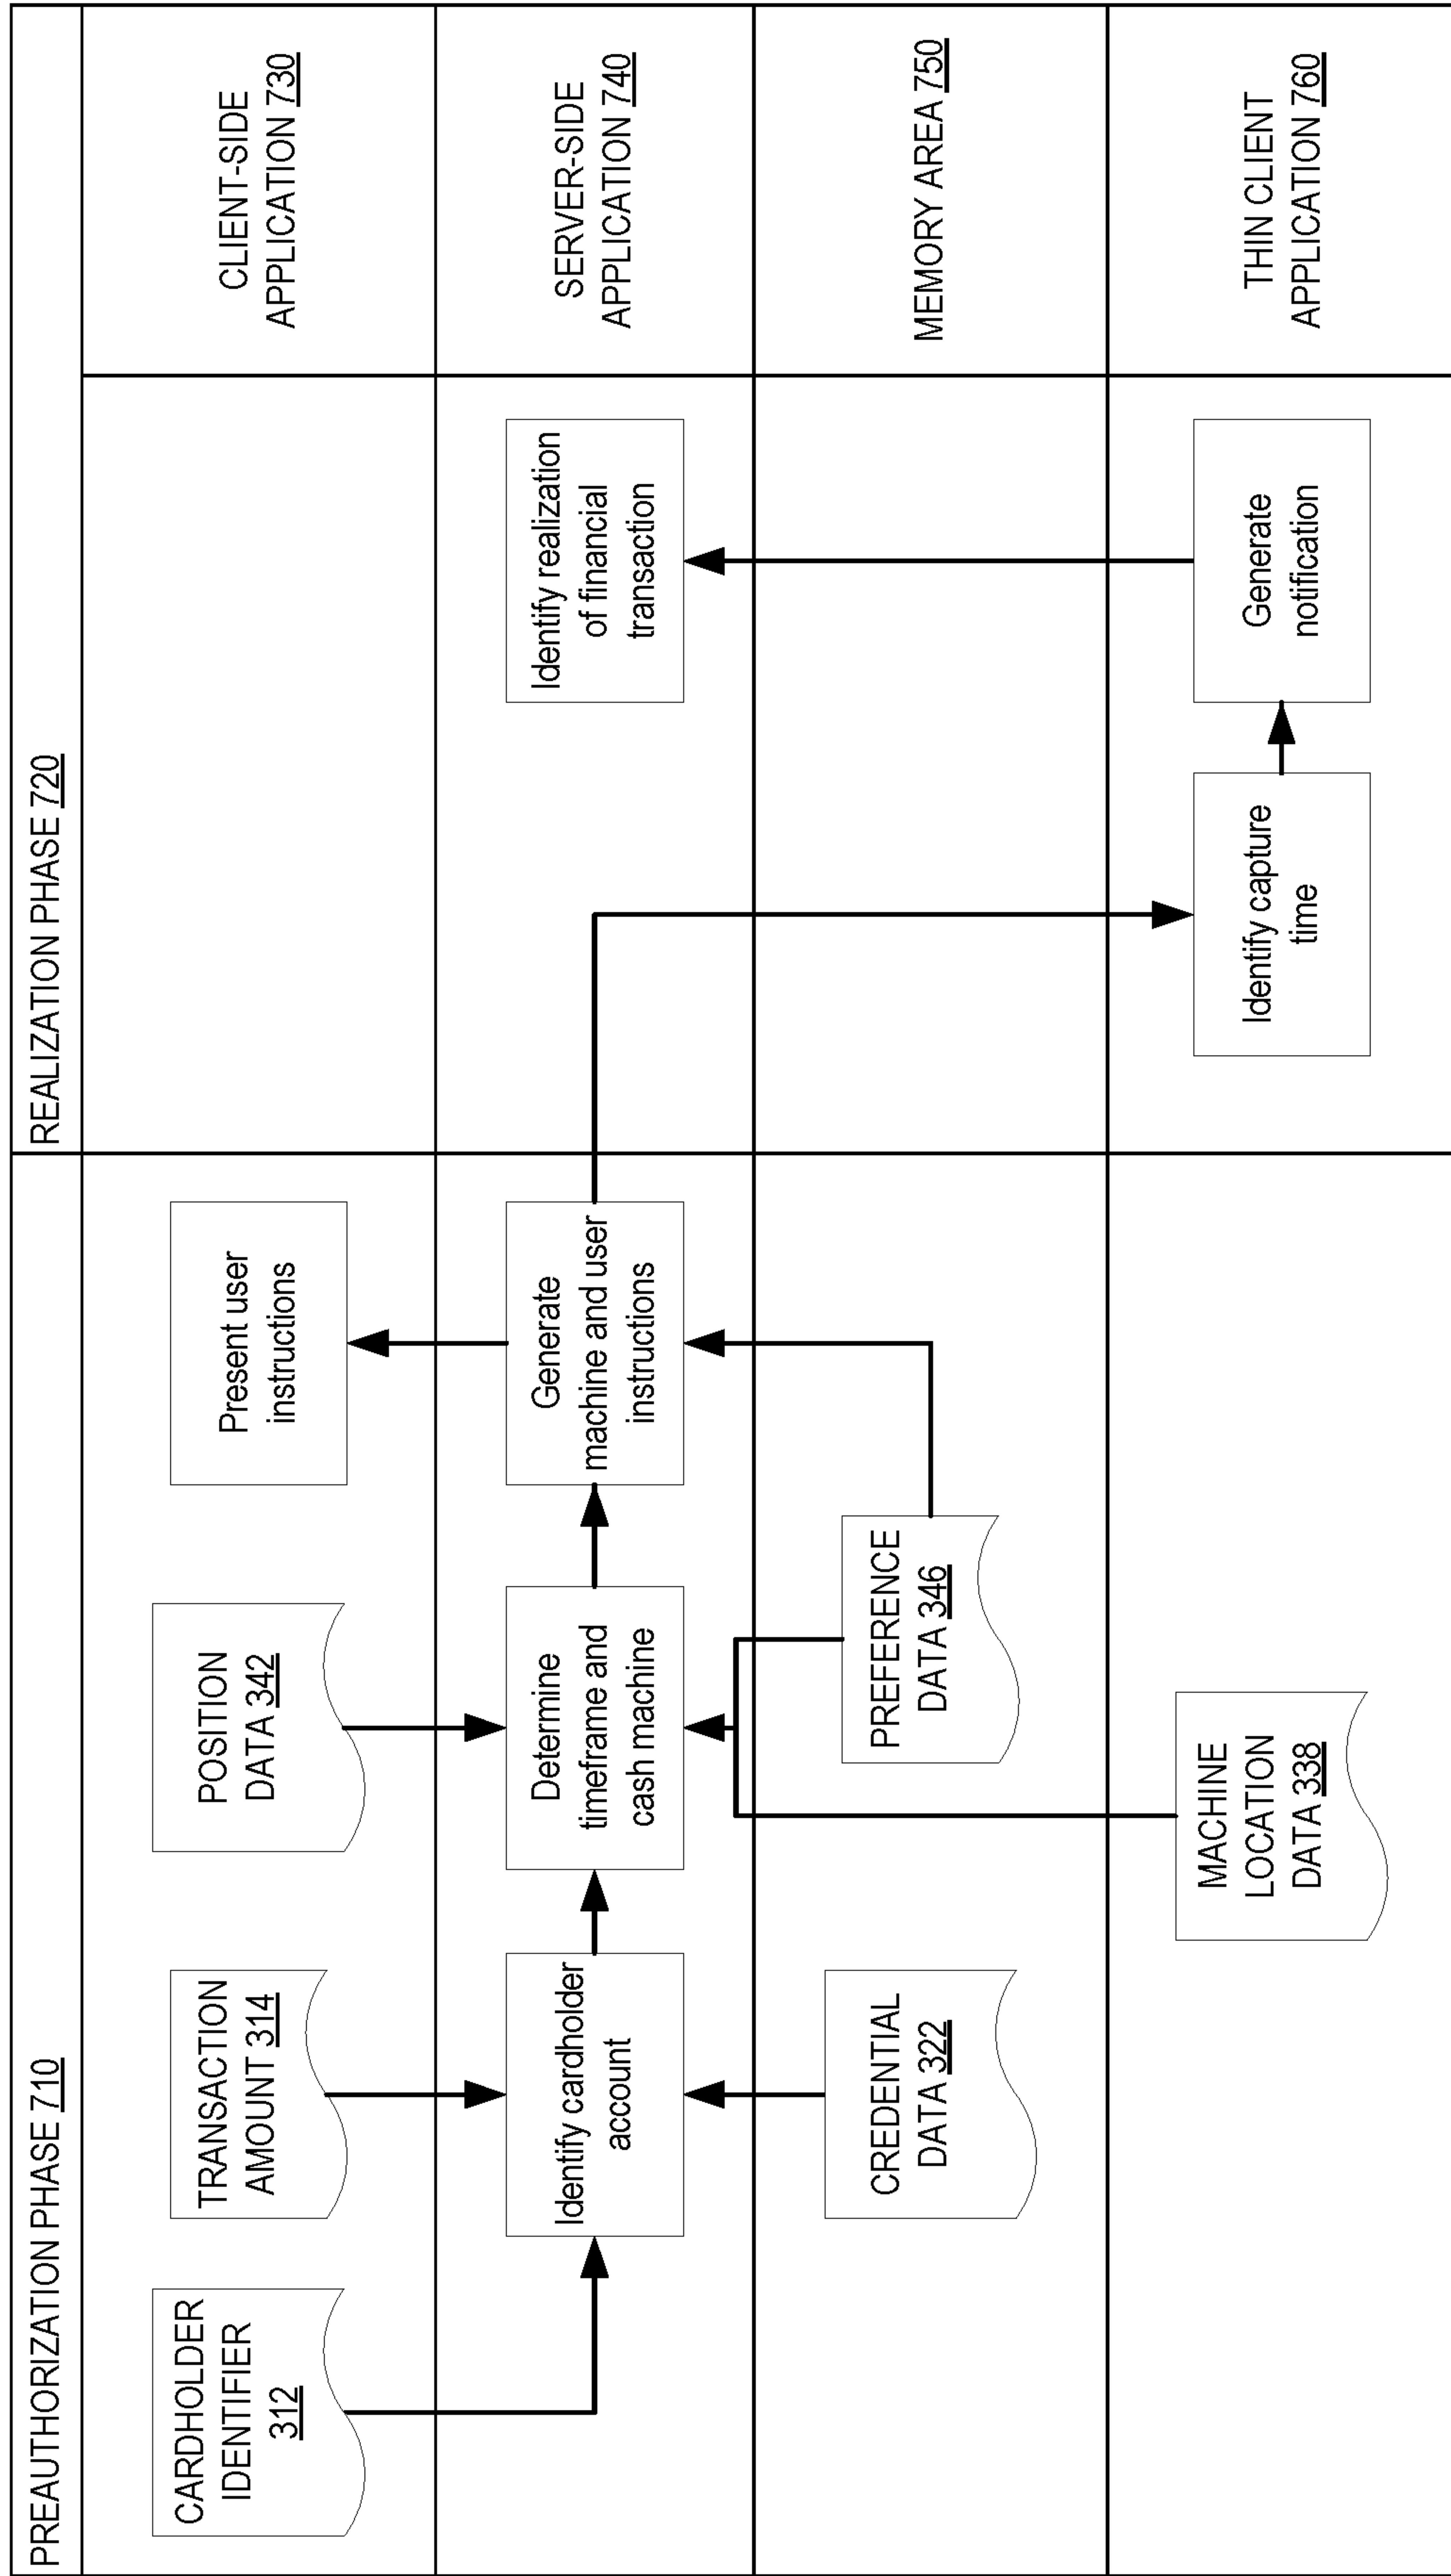 PREAUTHORIZATION PHASE 710
REALIZATION PHASE 720
CARDHOLDER
IDENTIFIER
312
TRANSACTION
AMOUNT 314
POSITION
DATA 342
Present user
instructions
CLIENT-SIDE
APPLICATION 730
Identify cardholder
account
Determine
timeframe and
cash machine
Generate
machine and user
instructions
Identify realization
of financial
transaction
SERVER-SIDE
APPLICATION 740
CREDENTIAL
DATA 322
PREFERENCE
DATA 346
MEMORY AREA 750
MACHINE
LOCATION
DATA 338
Identify capture
time
Generate
notification
THIN CLIENT
APPLICATION 760